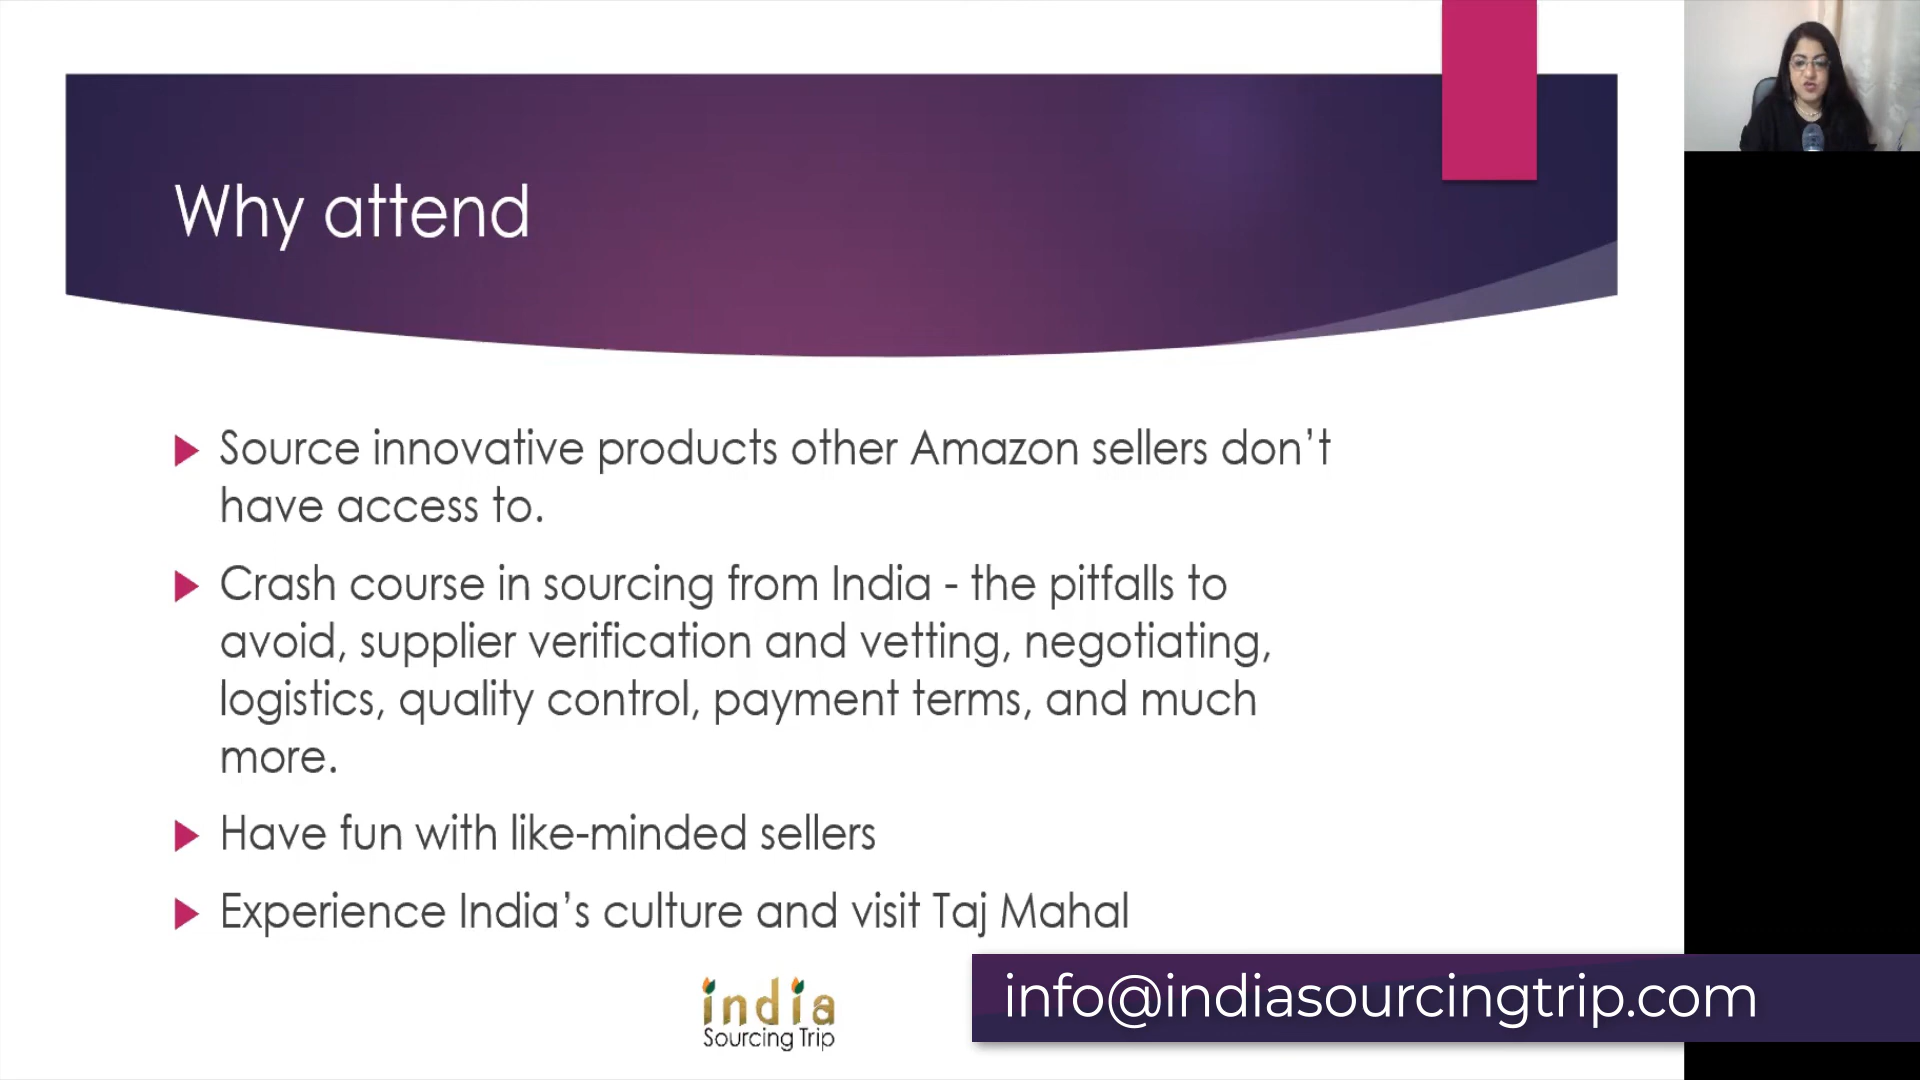 Why attend
Source innovative products other Amazon sellers don’t
have access to.
Crash course in sourcing from India - the pitfalls to
avoid, supplier verification and vetting, negotiating,
logistics, quality control, payment terms, and much
more.
Have fun with like-minded sellers
Experience India’s culture and visit Taj Mahal
india
Sourcing Trip
info@indiasourcingtrip.com